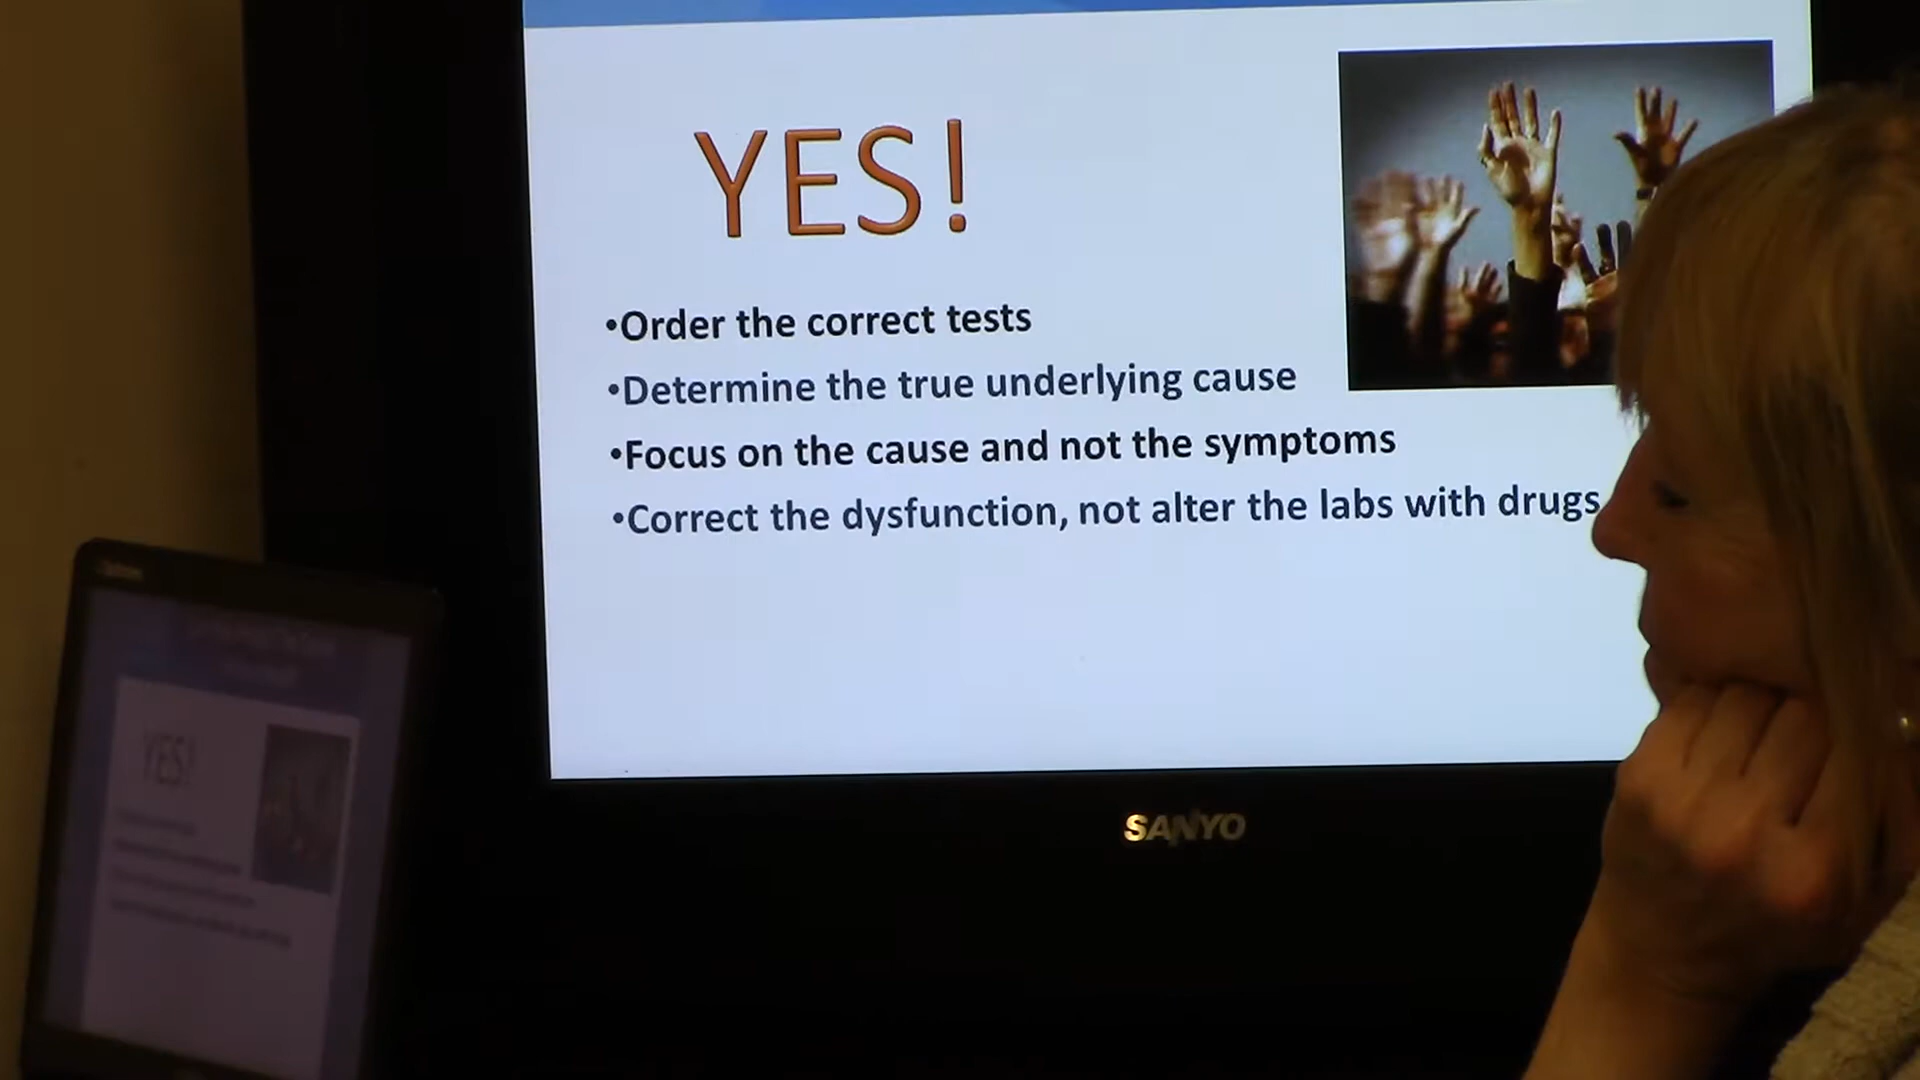 YES!
•Order the correct tests
•Determine the true underlying cause
•Focus on the cause and not the symptoms
•Correct the dysfunction, not alter the labs with drugs
SANYO
YES!